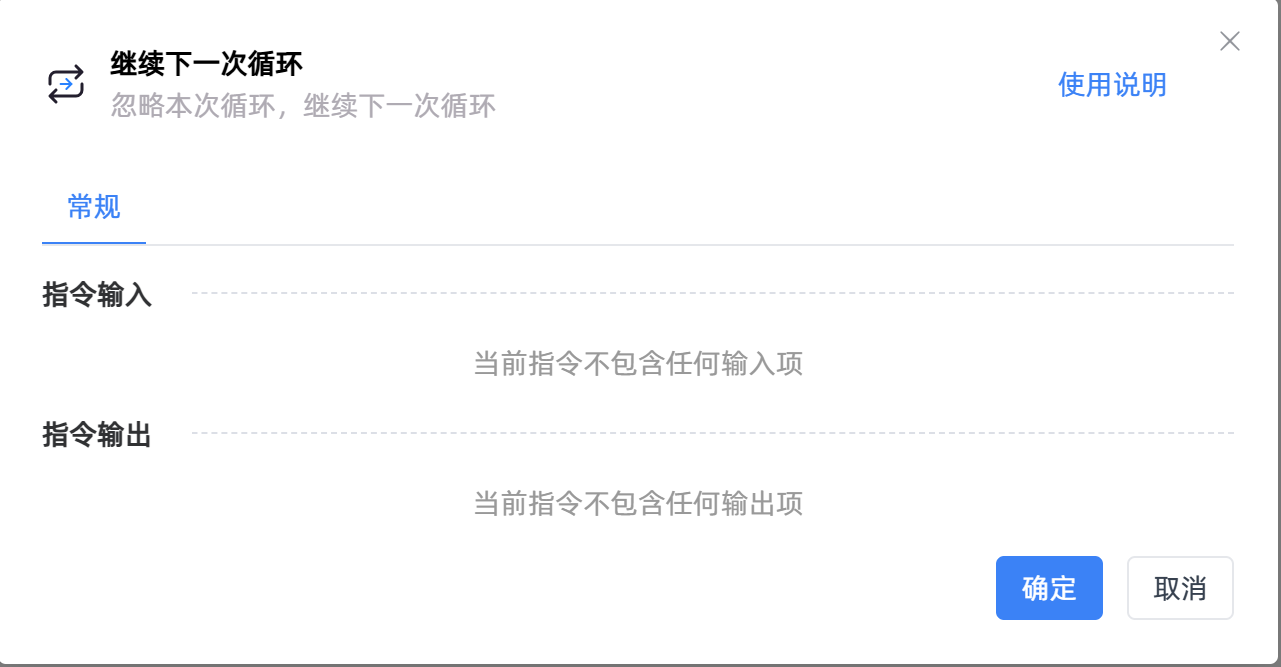 继续下一次循环
忽略本次循环，继续下一次循环
使用说明
常规
指令输入
当前指令不包含任何输入项
指令输出
当前指令不包含任何输出项
确定
取消